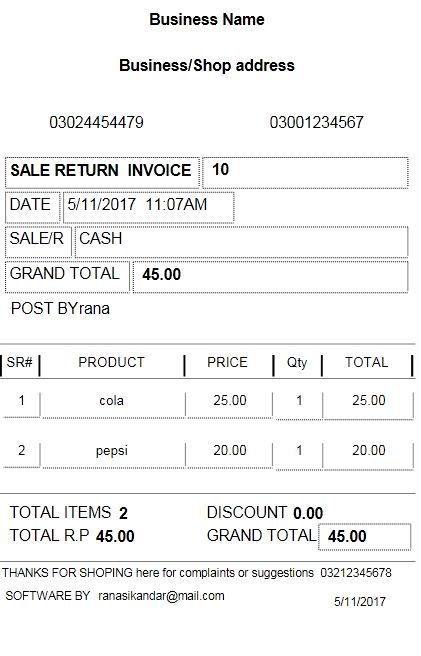 Business Name
Business/Shop address
03024454479 03001234567
SALE RETURN INVOICE 10
DATE 5/11/2017 11:07AM
SALE/R CASH
GRAND TOTAL 45.00
POST BYrana
SR# PRODUCT PRICE Qty TOTAL
1 cola 25.00 1 25.00
2 pepsi 20.00 1 20.00
TOTAL ITEMS 2 DISCOUNT 0.00
TOTAL R.P 45.00 GRAND TOTAL 45.00
THANKS FOR SHOPING here for complaints or suggestions 03212345678
SOFTWARE BY ranasikandar@mail.com 5/11/2017